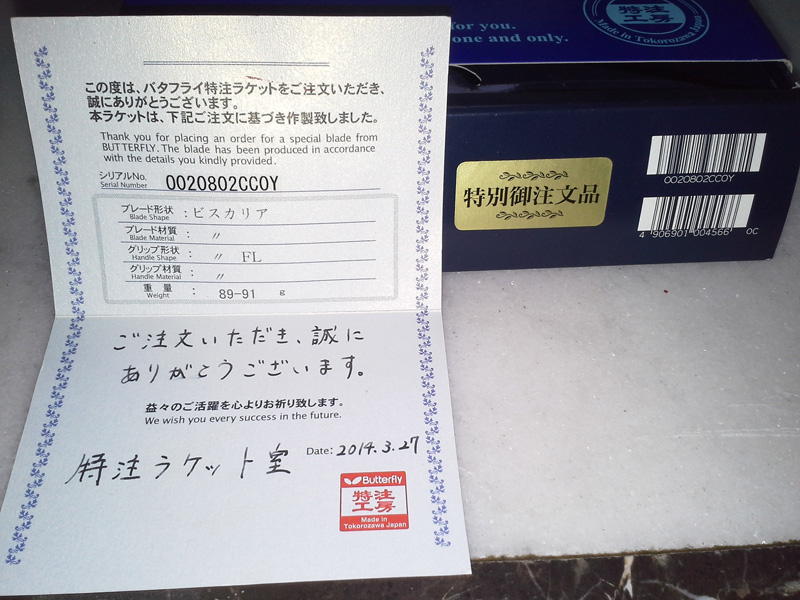 この度は、バタフライ特注ラケットをご注文いただき、
誠にありがとうございます。
本ラケットは、下記ご注文に基づき作製致しました。
Thank you for placing an order for a special blade from
BUTTERFLY. The blade has been produced in accordance
with the details you kindly provided.
シリアルNo.
Serial Number
0020802CC0Y
ブレード形状
Blade Shape
:ビスカリア
ブレード材質
Blade Material
: 〃
グリップ形状
Handle Shape
: 〃 FL
グリップ材質
Handle Material
: 〃
重量
Weight
: 89-91 g
ご注文いただき、誠に
ありがとうございます。
益々のご活躍を心よりお祈り致します。
We wish you every success in the future.
特注ラケット室
Date: 2014.3.27
Butterfly
特注
工房
Made in
Tokorozawa Japan
for you.
one and only.
特注
工房
Made in Tokorozawa Japan
特別御注文品
0020802CC0Y
4 906901 004566 0C